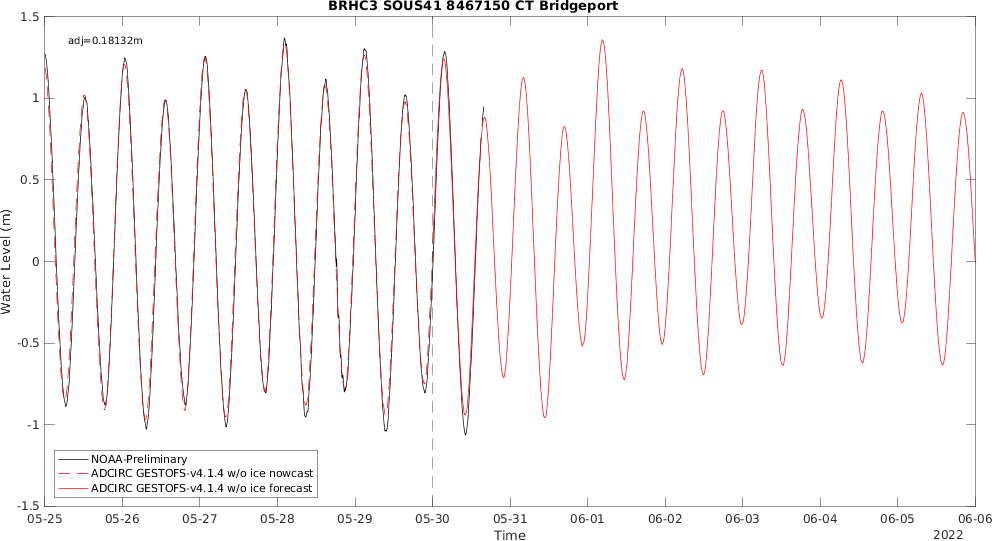 BRHC3 SOUS41 8467150 CT Bridgeport
adj=0.18132m
1.5
1
0.5
0
-0.5
-1
-1.5
Water Level (m)
NOAA-Preliminary
ADCIRC GESTOFS-v4.1.4 w/o ice nowcast
ADCIRC GESTOFS-v4.1.4 w/o ice forecast
05-25 05-26 05-27 05-28 05-29 05-30 05-31 06-01 06-02 06-03 06-04 06-05 06-06
Time
2022